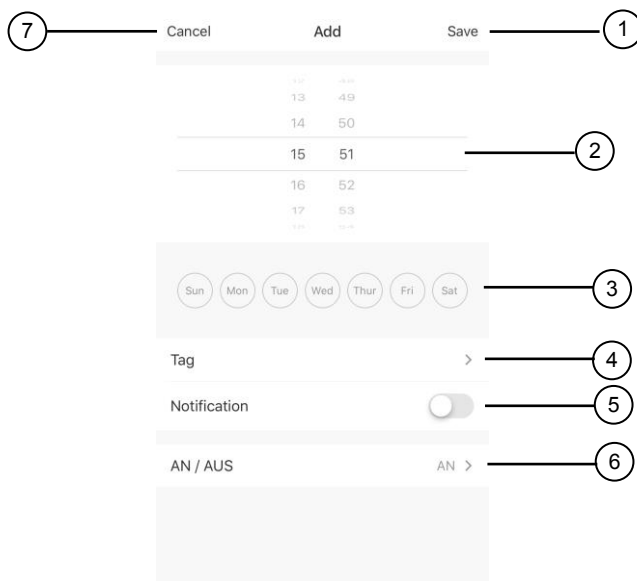 7 Cancel Add Save 1
13 49
14 50
15 51 2
16 52
17 53
Sun Mon Tue Wed Thur Fri Sat 3
Tag 4
Notification 5
AN / AUS AN 6